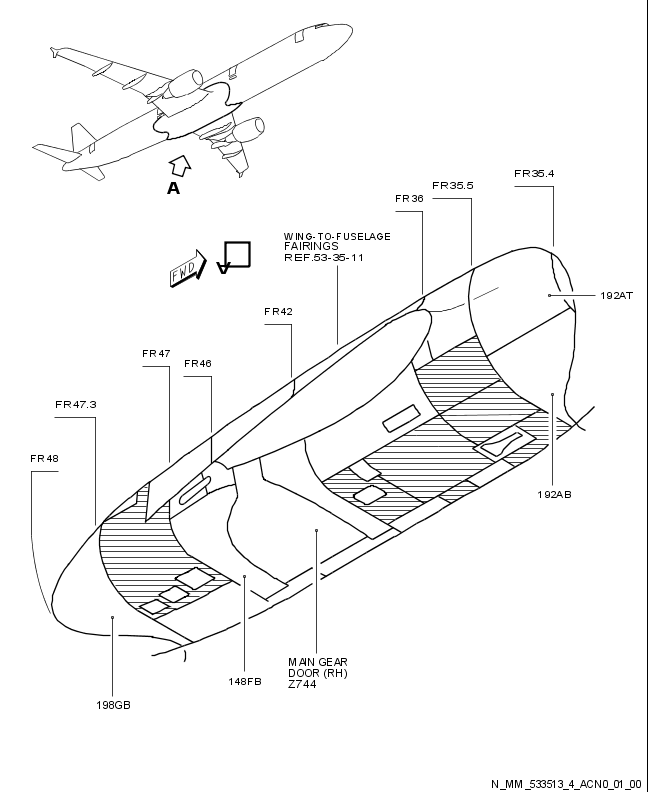 A
FR35.4
FR35.5
FR36
WING-TO-FUSELAGE
FAIRINGS
REF.53-35-11
FWD
A
192AT
FR42
FR47
FR46
FR47.3
FR48
192AB
MAIN GEAR
DOOR (RH)
Z744
148FB
198GB
N_MM_533513_4_ACN0_01_00